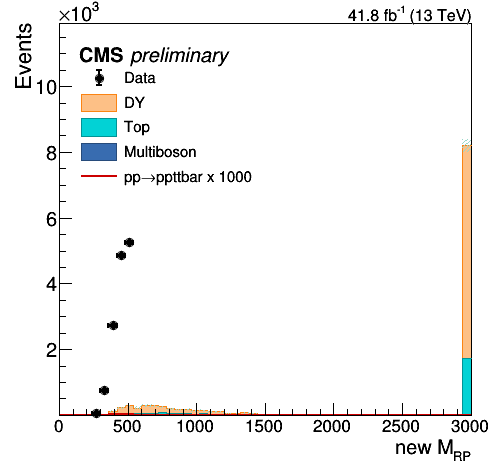 ×10³
41.8 fb⁻¹ (13 TeV)
Events
CMS preliminary
Data
DY
Top
Multiboson
pp→ppttbar x 1000
10
8
6
4
2
0 500 1000 1500 2000 2500 3000
new M_RP